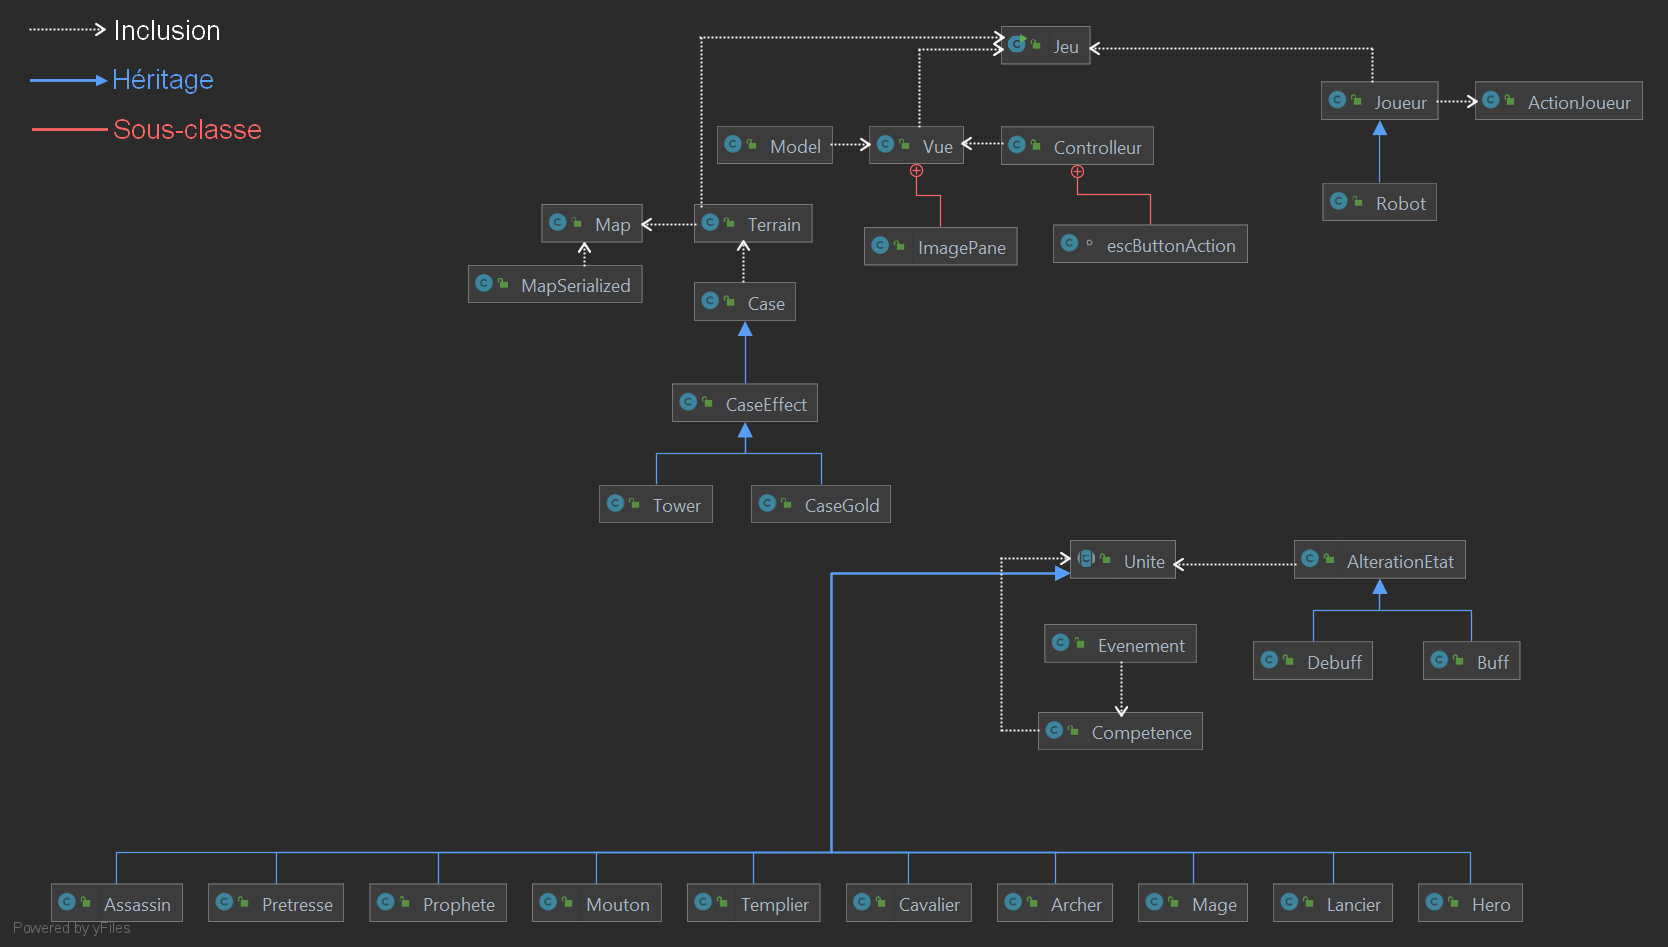 Inclusion
Héritage
Sous-classe
Jeu
Joueur
ActionJoueur
Model
Vue
Controlleur
Robot
Map
Terrain
ImagePane
escButtonAction
MapSerialized
Case
CaseEffect
Tower
CaseGold
Unite
AlterationEtat
Evenement
Debuff
Buff
Competence
Assassin
Pretresse
Prophete
Mouton
Templier
Cavalier
Archer
Mage
Lancier
Hero
Powered by yFiles